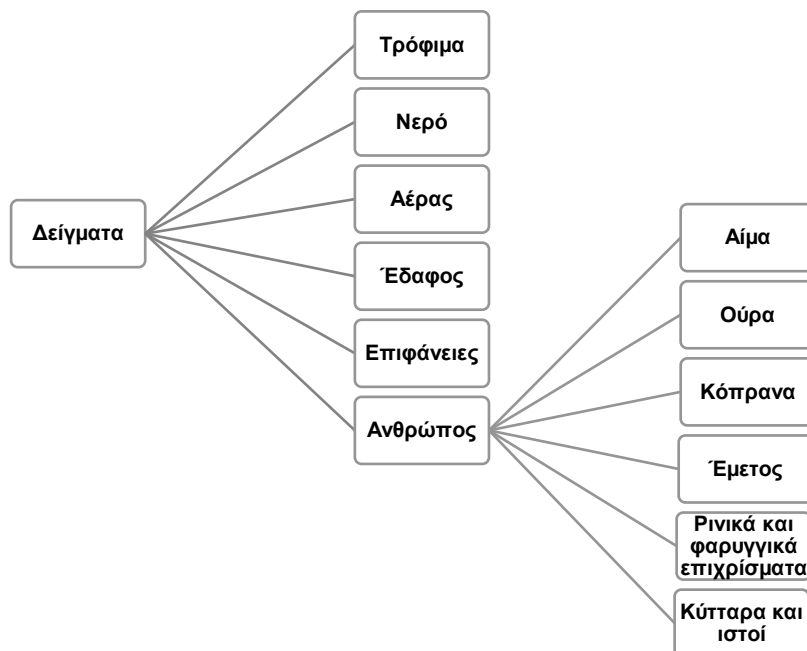 Δείγματα
Τρόφιμα
Νερό
Αέρας
Έδαφος
Επιφάνειες
Ανθρώπος
Αίμα
Ούρα
Κόπρανα
Έμετος
Ρινικά και
φαρυγγικά
επιχρίσματα
Κύτταρα και
ιστοί